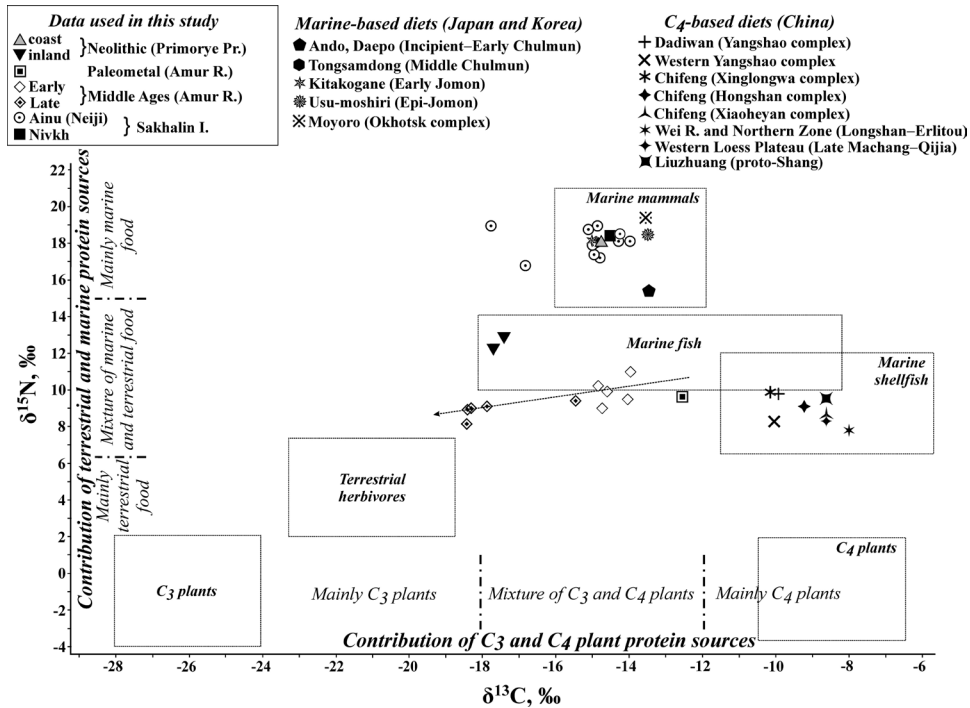 Data used in this study
coast
inland
}Neolithic (Primorye Pr.)
Paleometal (Amur R.)
Early
Late
}Middle Ages (Amur R.)
Ainu (Neiji)
Nivkh
} Sakhalin I.
Marine-based diets (Japan and Korea)
Ando, Daepo (Incipient–Early Chulmun)
Tongsamdong (Middle Chulmun)
Kitakogane (Early Jomon)
Usu-moshiri (Epi-Jomon)
Moyoro (Okhotsk complex)
C4-based diets (China)
Dadiwan (Yangshao complex)
Western Yangshao complex
Chifeng (Xinglongwa complex)
Chifeng (Hongshan complex)
Chifeng (Xiaoheyan complex)
Wei R. and Northern Zone (Longshan–Erlitou)
Western Loess Plateau (Late Machang–Qijia)
Liuzhuang (proto-Shang)
δ15N, ‰
Contribution of terrestrial and marine protein sources
Mainly marine
food
Mixture of marine
and terrestrial food
Mainly
terrestrial
food
22
20
18
16
14
12
10
8
6
4
2
0
-2
-4
Marine mammals
Marine fish
Marine
shellfish
Terrestrial
herbivores
C3 plants
C4 plants
Mainly C3 plants
Mixture of C3 and C4 plants
Mainly C4 plants
Contribution of C3 and C4 plant protein sources
-28
-26
-24
-22
-20
-18
-16
-14
-12
-10
-8
-6
δ13C, ‰